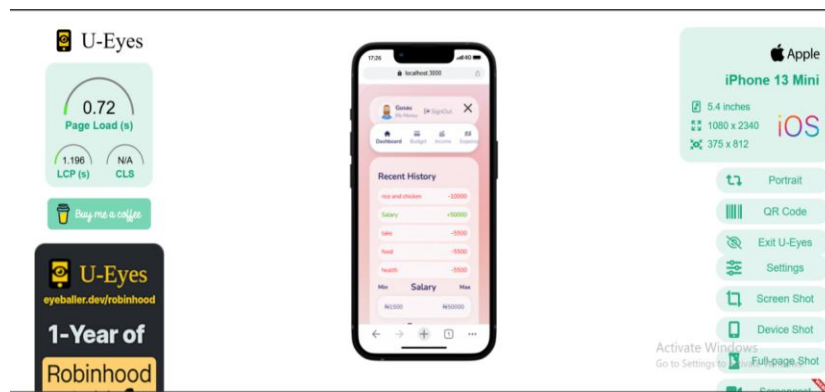 U-Eyes
0.72
Page Load (s)
1.196
N/A
LCP (s)
CLS
Buy me a coffee
U-Eyes
eyeballer.dev/robinhood
1-Year of
Robinhood
17:26
localhost:3000
Gusau
My Money
SignOut
Dashboard
Budget
Income
Recent History
rice and chicken
-10000
Salary
+50000
-5500
food
-5500
health
-5500
Min
Salary
Max
₦1500
₦50000
Apple
iPhone 13 Mini
5.4 inches
1080 x 2340
375 x 812
iOS
Portrait
QR Code
Exit U-Eyes
Settings
Screen Shot
Device Shot
Full-page Shot
Screencast
Activate Windows
Go to Settings to